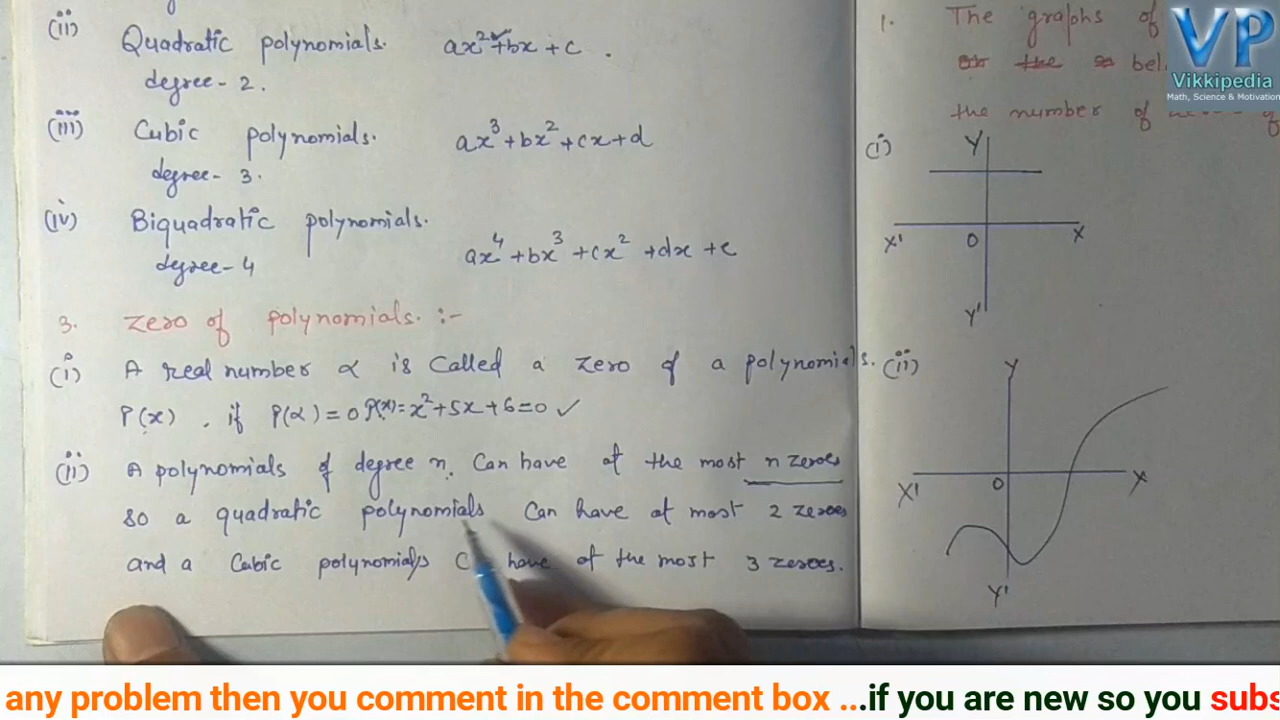 (ii) Quadratic polynomials. ax²+bx+c.
degree-2.
(iii) Cubic polynomials. ax³+bx²+cx+d
degree-3.
(iv) Biquadratic polynomials.
degree-4 ax⁴+bx³+cx²+dx+e
3. Zero of polynomials. :-
(i) A real number α is called a zero of a polynomials.
P(x), if P(α)=0 P(x)=x²+5x+6=0 ✓
(ii) A polynomials of degree n. Can have at the most n zeroes
so a quadratic polynomials can have at most 2 zeroes
and a Cubic polynomials have at the most 3 zeroes.
1. The graphs of
the bel
the number of
(i) Y
X' O X
Y'
(ii) Y
X' O X
Y'
VP
Vikkipedia
Math, Science & Motivation
any problem then you comment in the comment box ...if you are new so you subs